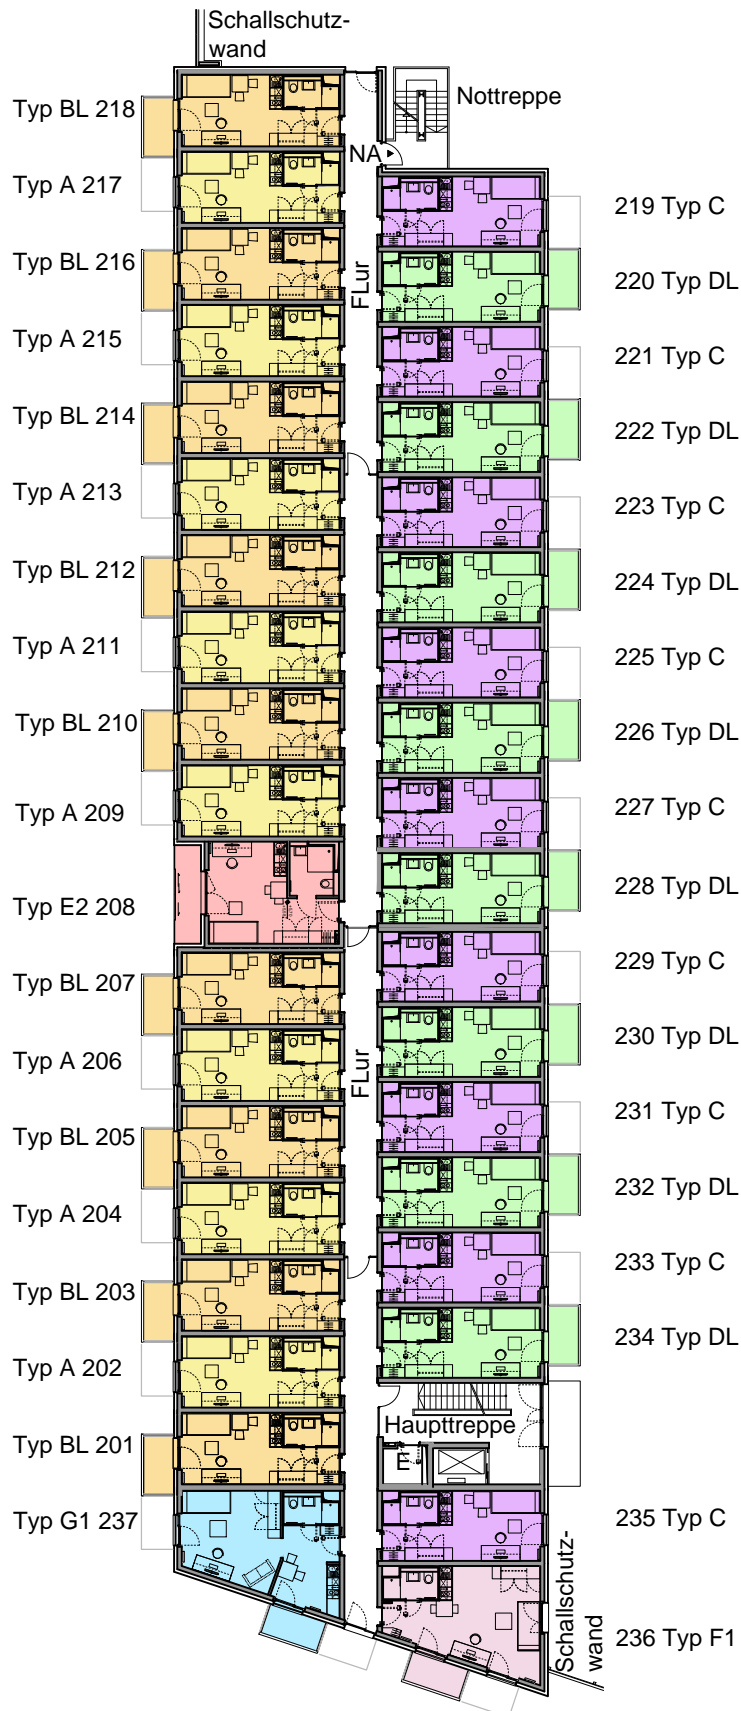 Schallschutz-
wand
Nottreppe
NA
FLur
Typ BL 218
Typ A 217
Typ BL 216
Typ A 215
Typ BL 214
Typ A 213
Typ BL 212
Typ A 211
Typ BL 210
Typ A 209
Typ E2 208
Typ BL 207
Typ A 206
Typ BL 205
Typ A 204
Typ BL 203
Typ A 202
Typ BL 201
Typ G1 237
FLur
219 Typ C
220 Typ DL
221 Typ C
222 Typ DL
223 Typ C
224 Typ DL
225 Typ C
226 Typ DL
227 Typ C
228 Typ DL
229 Typ C
230 Typ DL
231 Typ C
232 Typ DL
233 Typ C
234 Typ DL
Haupttreppe
E
235 Typ C
236 Typ F1
Schallschutz-
wand